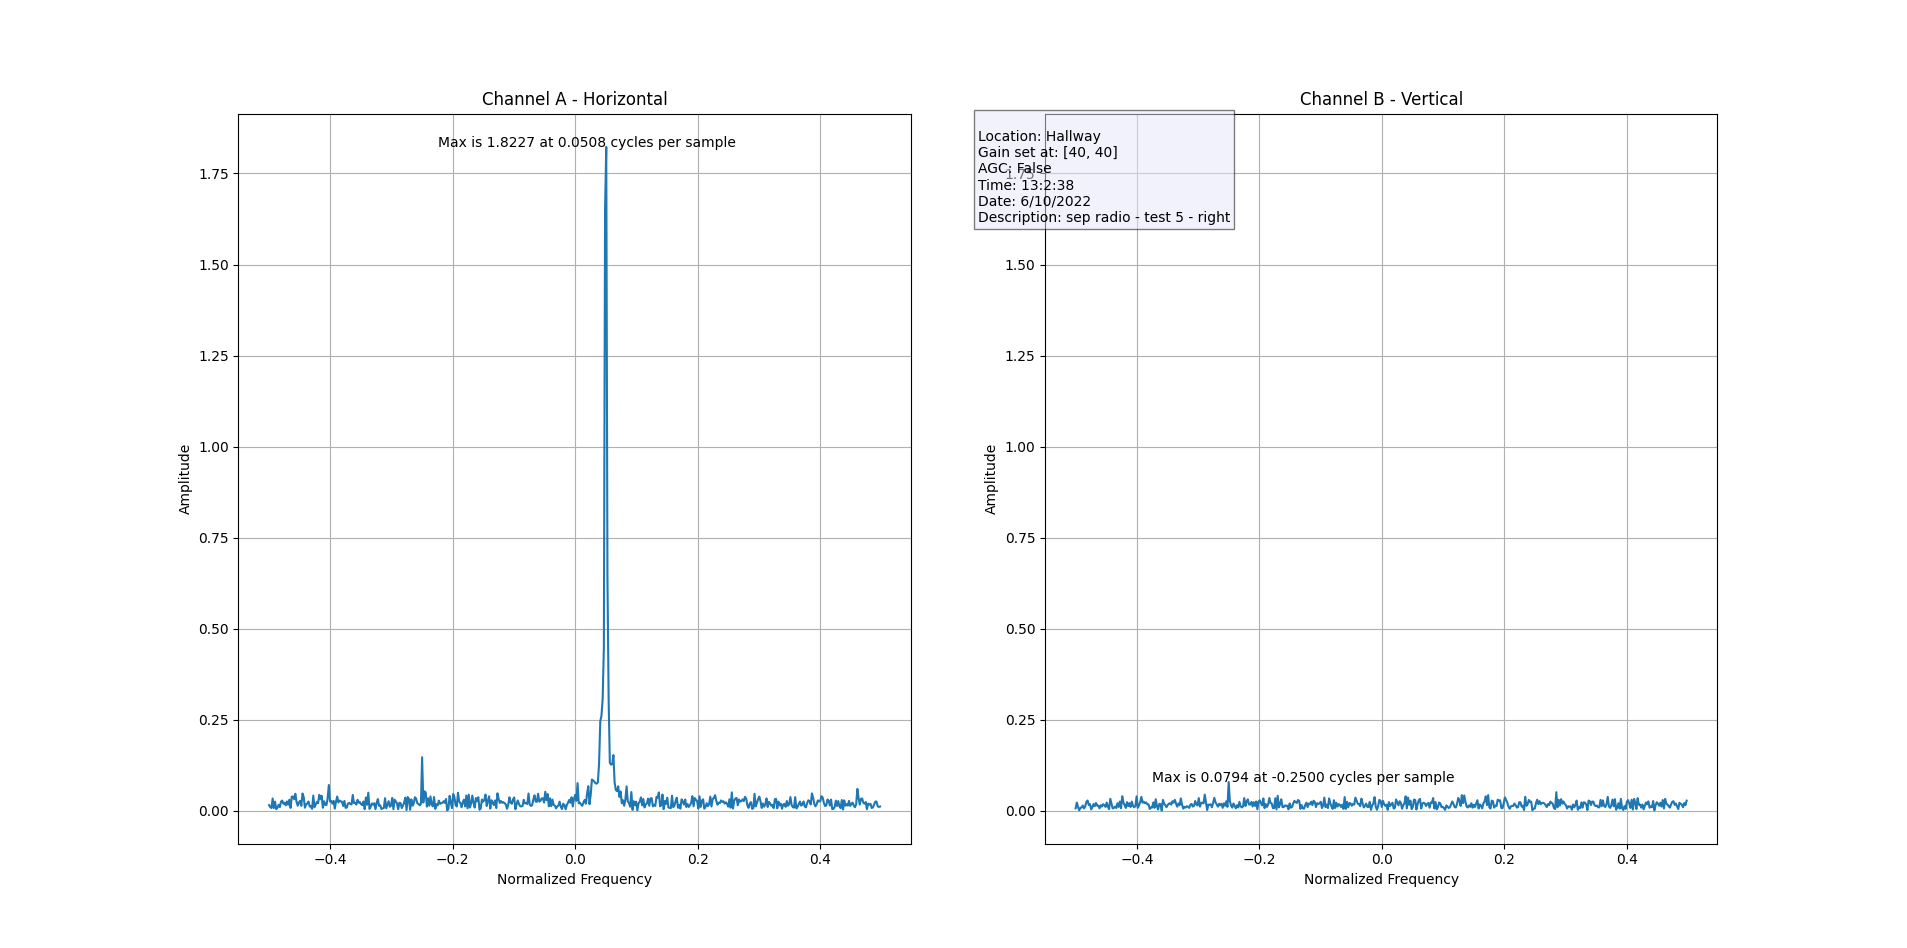 Channel A - Horizontal
Max is 1.8227 at 0.0508 cycles per sample
1.75
1.50
1.25
1.00
0.75
0.50
0.25
0.00
Amplitude
−0.4 −0.2 0.0 0.2 0.4
Normalized Frequency
Channel B - Vertical
Location: Hallway
Gain set at: [40, 40]
AGC: False
Time: 13:2:38
Date: 6/10/2022
Description: sep radio - test 5 - right
1.75
1.50
1.25
1.00
0.75
0.50
0.25
0.00
Amplitude
Max is 0.0794 at -0.2500 cycles per sample
−0.4 −0.2 0.0 0.2 0.4
Normalized Frequency